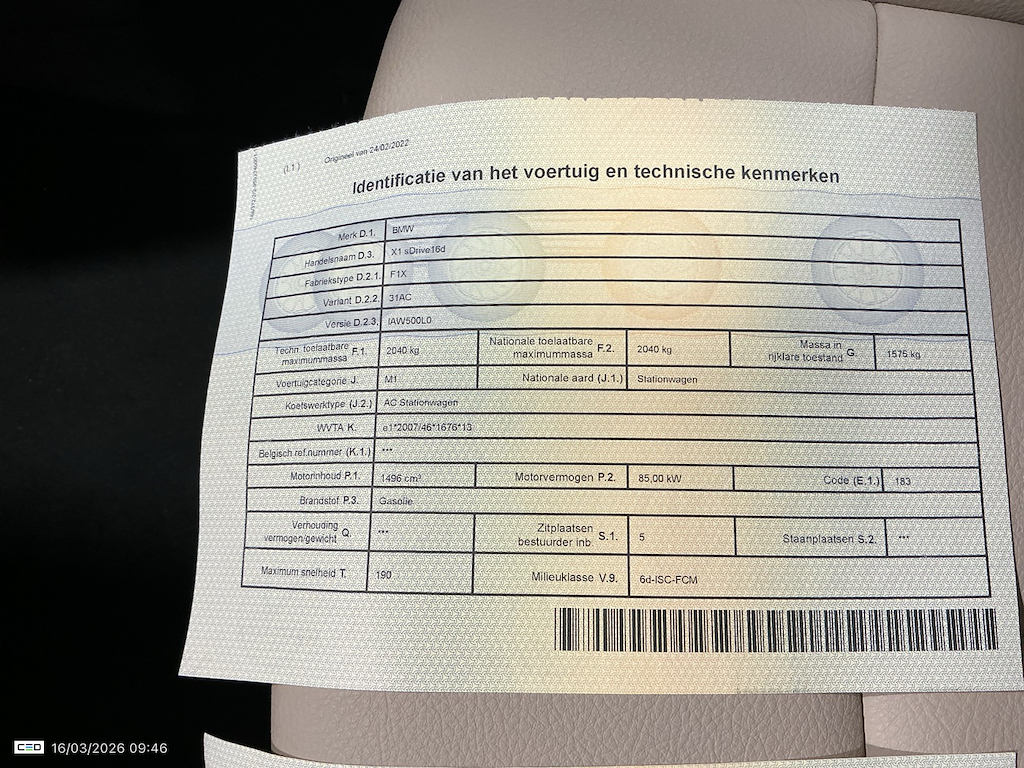 (I.1.)
Origineel van 24/02/2022
Identificatie van het voertuig en technische kenmerken
Merk D.1. BMW
Handelsnaam D.3. X1 sDrive16d
Fabriekstype D.2.1. F1X
Variant D.2.2. 31AC
Versie D.2.3. IAW500L0
Techn. toelaatbare maximummassa F.1. 2040 kg Nationale toelaatbare maximummassa F.2. 2040 kg Massa in rijklare toestand G. 1575 kg
Voertuigcategorie J. M1 Nationale aard (J.1.) Stationwagen
Koetswerktype (J.2.) AC Stationwagen
WVTA K. e1*2007/46*1676*13
Belgisch ref.nummer (K.1.) ***
Motorinhoud P.1. 1496 cm³ Motorvermogen P.2. 85,00 kW Code (E.1.) 183
Brandstof P.3. Gasolie
Verhouding vermogen/gewicht Q. *** Zitplaatsen bestuurder inb. S.1. 5 Staanplaatsen S.2. ***
Maximum snelheid T. 190 Milieuklasse V.9. 6d-ISC-FCM
CEO 16/03/2026 09:46